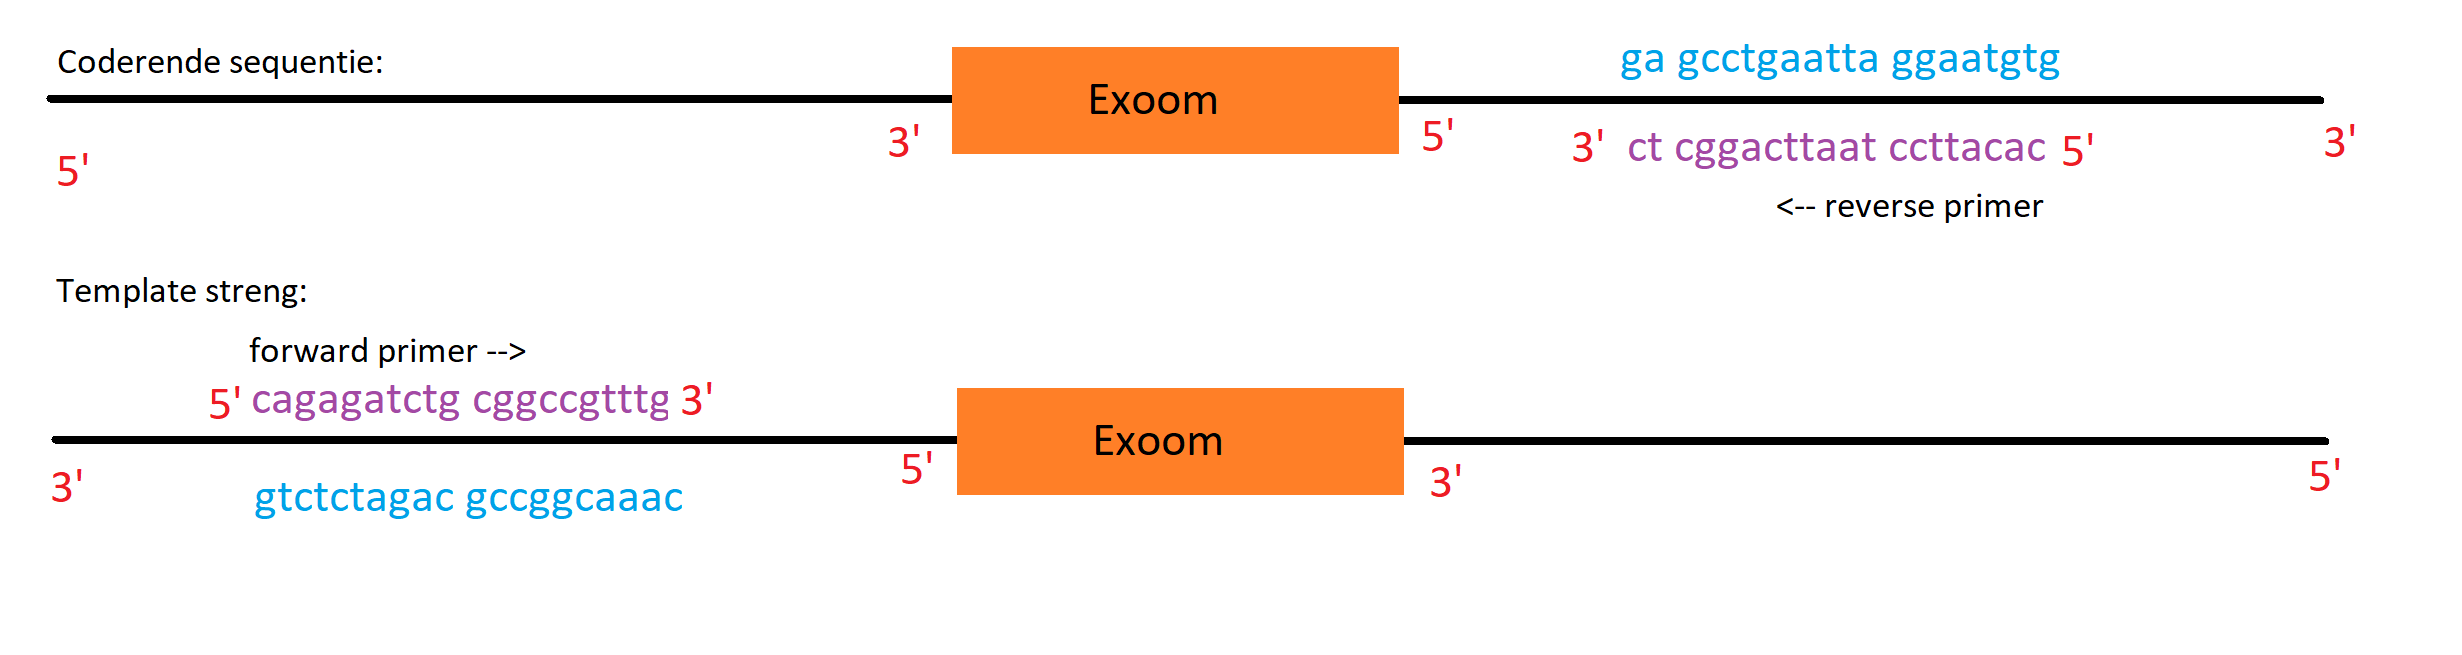 Coderende sequentie:
ga gcctgaatta ggaatgtg
Exoom
5'
3'
5'
3' ct cggacttaat ccttacac 5'
3'
<-- reverse primer
Template streng:
forward primer -->
5' cagagatctg cggccgtttg 3'
Exoom
3'
5'
3'
5'
gtctctagac gccggcaaac